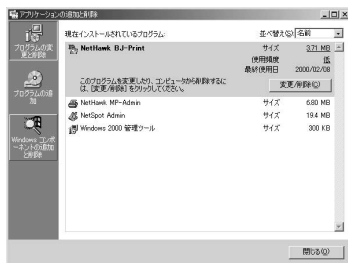 アプリケーションの追加と削除
プログラムの変更と削除
プログラムの追加
Windows コンポーネントの追加と削除
現在インストールされているプログラム:
並べ替え(S): 名前
NetHawk BJ-Print
サイズ 3.71 MB
使用頻度 低
最終使用日 2000/02/08
このプログラムを変更したり、コンピュータから削除するに
は、[変更/削除] をクリックしてください。
変更/削除(C)
NetHawk MP-Admin サイズ 6.80 MB
NetSpot Admin サイズ 19.4 MB
Windows 2000 管理ツール サイズ 300 KB
閉じる(O)